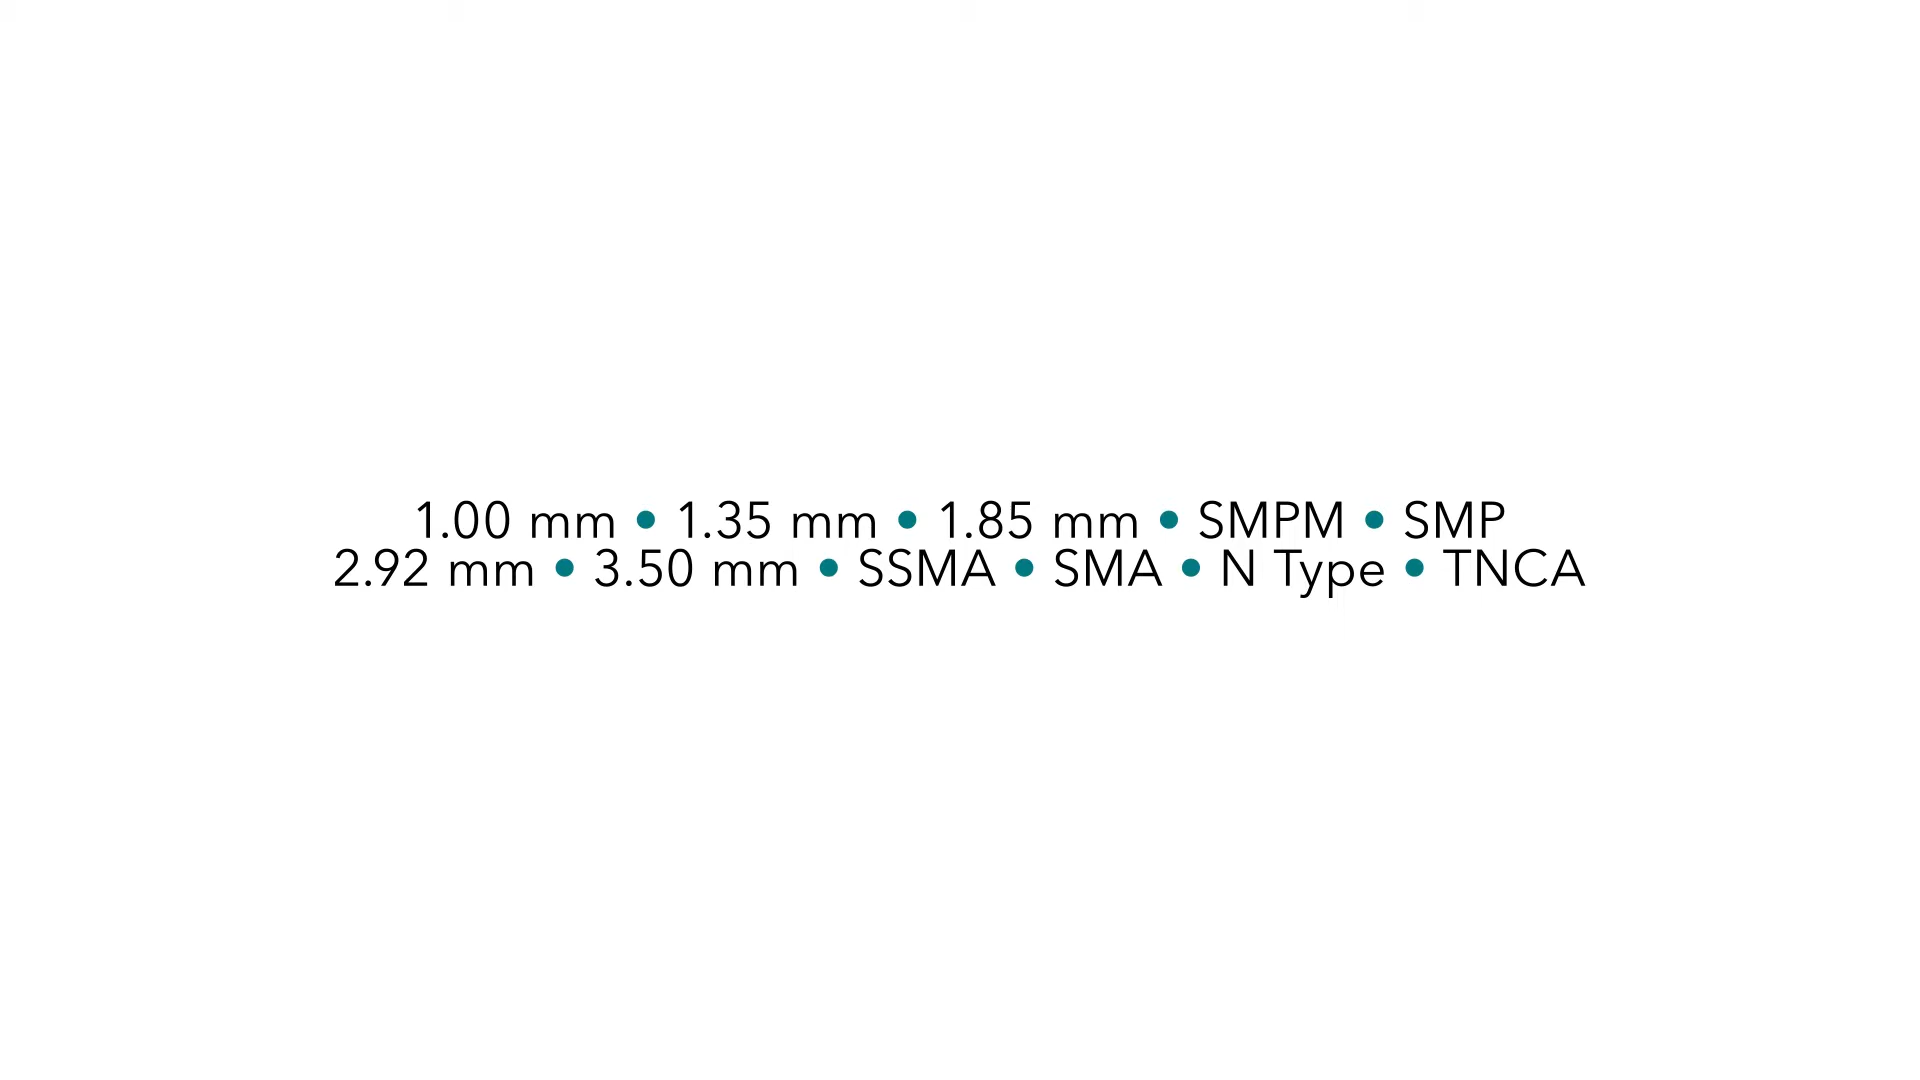 1.00 mm • 1.35 mm • 1.85 mm • SMPM • SMP
2.92 mm • 3.50 mm • SSMA • SMA • N Type • TNCA